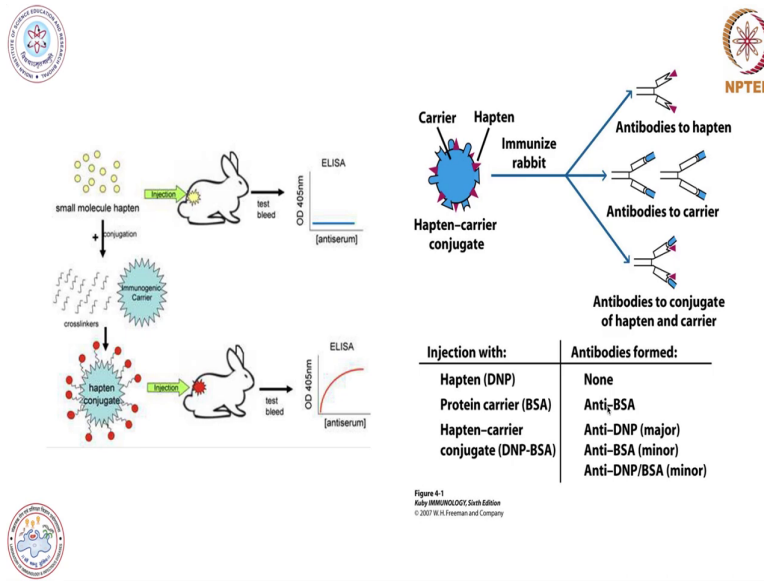 NPTEL
small molecule hapten
Injection
test
bleed
ELISA
OD 405nm
[antiserum]
+
conjugation
Immunogenic
Carrier
crosslinkers
hapten
conjugate
Injection
test
bleed
ELISA
OD 405nm
[antiserum]
Carrier
Hapten
Immunize
rabbit
Hapten–carrier
conjugate
Antibodies to hapten
Antibodies to carrier
Antibodies to conjugate
of hapten and carrier
Injection with: Antibodies formed:
Hapten (DNP) None
Protein carrier (BSA) Anti–BSA
Hapten–carrier Anti–DNP (major)
conjugate (DNP-BSA) Anti–BSA (minor)
Anti–DNP/BSA (minor)
Figure 4-1
Kuby IMMUNOLOGY, Sixth Edition
© 2007 W. H. Freeman and Company